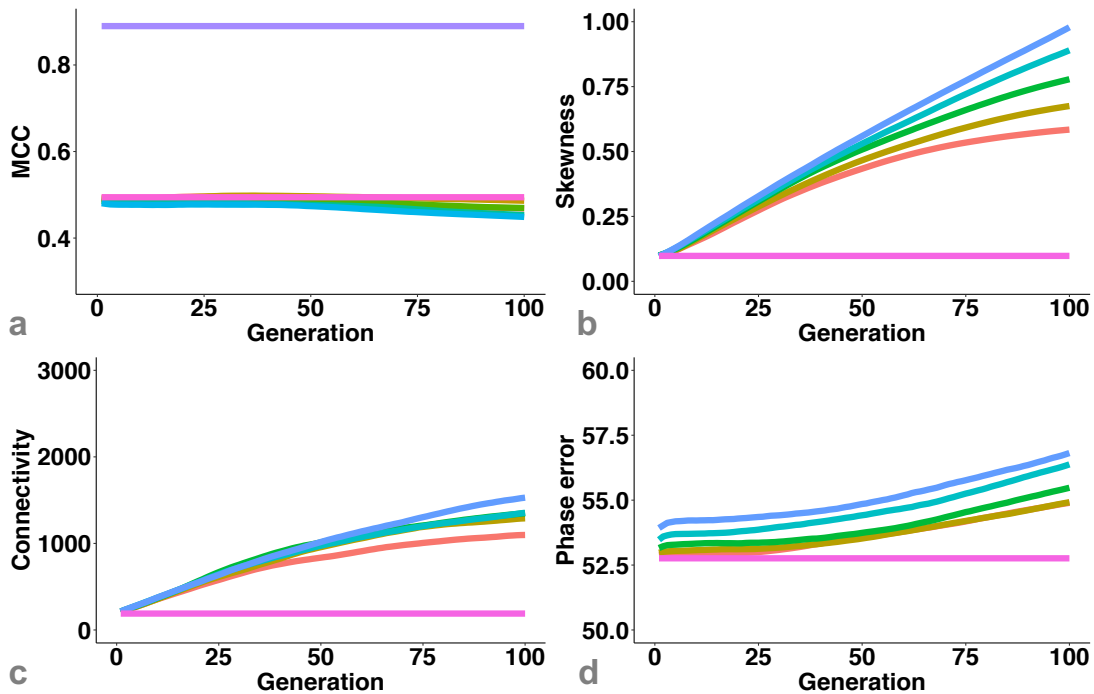 MCC
0.8
0.6
0.4
0 25 50 75 100
Generation
a
Skewness
1.00
0.75
0.50
0.25
0.00
0 25 50 75 100
Generation
b
Connectivity
3000
2000
1000
0
0 25 50 75 100
Generation
c
Phase error
60.0
57.5
55.0
52.5
50.0
0 25 50 75 100
Generation
d